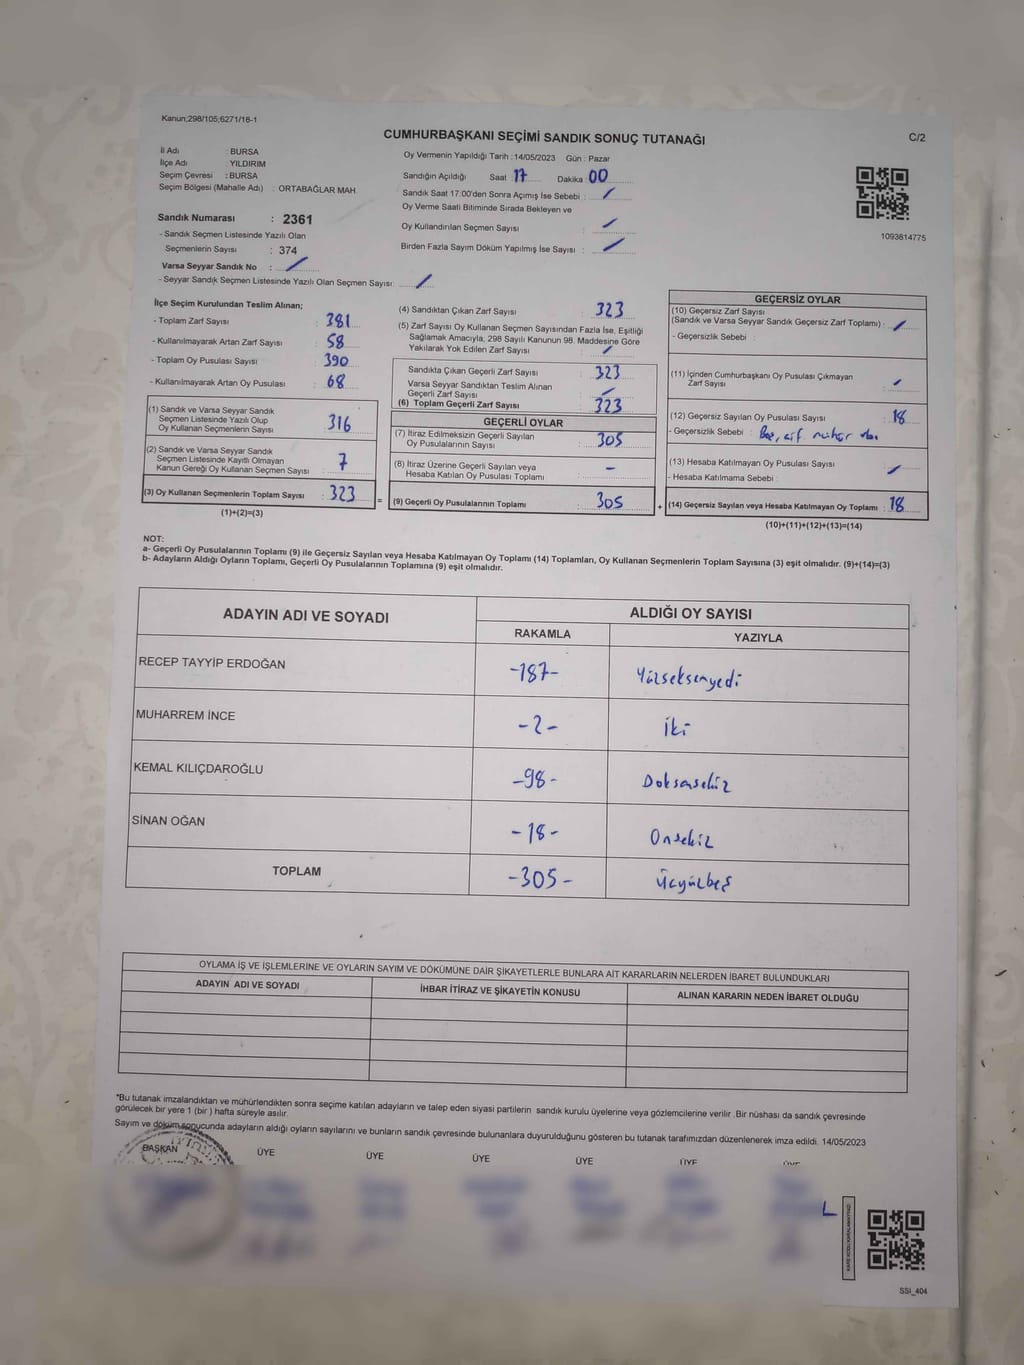 Kanun;298/105;6271/18-1
CUMHURBAŞKANI SEÇİMİ SANDIK SONUÇ TUTANAĞI
C/2
İl Adı : BURSA
İlçe Adı : YILDIRIM
Seçim Çevresi : BURSA
Seçim Bölgesi (Mahalle Adı) : ORTABAĞLAR MAH.
Sandık Numarası : 2361
- Sandık Seçmen Listesinde Yazılı Olan
Seçmenlerin Sayısı : 374
Varsa Seyyar Sandık No :
- Seyyar Sandık Seçmen Listesinde Yazılı Olan Seçmen Sayısı:
Oy Vermenin Yapıldığı Tarih : 14/05/2023 Gün : Pazar
Sandığın Açıldığı Saat 17 Dakika : 00
Sandık Saat 17:00'den Sonra Açımış İse Sebebi :
Oy Verme Saati Bitiminde Sırada Bekleyen ve
Oy Kullandırılan Seçmen Sayısı :
Birden Fazla Sayım Döküm Yapılmış İse Sayısı :
1093814775
İlçe Seçim Kurulundan Teslim Alınan;
- Toplam Zarf Sayısı : 381
- Kullanılmayarak Artan Zarf Sayısı : 58
- Toplam Oy Pusulası Sayısı : 390
- Kullanılmayarak Artan Oy Pusulası : 68
(1) Sandık ve Varsa Seyyar Sandık
Seçmen Listesinde Yazılı Olup
Oy Kullanan Seçmenlerin Sayısı : 316
(2) Sandık ve Varsa Seyyar Sandık
Seçmen Listesinde Kayıtlı Olmayan
Kanun Gereği Oy Kullanan Seçmen Sayısı : 7
(3) Oy Kullanan Seçmenlerin Toplam Sayısı : 323
(1)+(2)=(3)
(4) Sandıktan Çıkan Zarf Sayısı : 323
(5) Zarf Sayısı Oy Kullanan Seçmen Sayısından Fazla İse, Eşitliği
Sağlamak Amacıyla, 298 Sayılı Kanunun 98. Maddesine Göre
Yakılarak Yok Edilen Zarf Sayısı :
Sandıkta Çıkan Geçerli Zarf Sayısı : 323
Varsa Seyyar Sandıktan Teslim Alınan
Geçerli Zarf Sayısı :
(6) Toplam Geçerli Zarf Sayısı : 323
GEÇERLİ OYLAR
(7) İtiraz Edilmeksizin Geçerli Sayılan
Oy Pusulalarının Sayısı : 305
(8) İtiraz Üzerine Geçerli Sayılan veya
Hesaba Katılan Oy Pusulaları Toplamı : -
= (9) Geçerli Oy Pusulalarının Toplamı : 305
GEÇERSİZ OYLAR
(10) Geçersiz Zarf Sayısı
(Sandık ve Varsa Seyyar Sandık Geçersiz Zarf Toplamı) :
- Geçersizlik Sebebi :
(11) İçinden Cumhurbaşkanı Oy Pusulası Çıkmayan
Zarf Sayısı :
(12) Geçersiz Sayılan Oy Pusulası Sayısı : 18
- Geçersizlik Sebebi : Boş, çif mühür
(13) Hesaba Katılmayan Oy Pusulası Sayısı :
- Hesaba Katılmama Sebebi :
+ (14) Geçersiz Sayılan veya Hesaba Katılmayan Oy Toplamı : 18
(10)+(11)+(12)+(13)=(14)
NOT:
a- Geçerli Oy Pusulalarının Toplamı (9) ile Geçersiz Sayılan veya Hesaba Katılmayan Oy Toplamı (14) Toplamları, Oy Kullanan Seçmenlerin Toplam Sayısına (3) eşit olmalıdır. (9)+(14)=(3)
b- Adayların Aldığı Oyların Toplamı, Geçerli Oy Pusulalarının Toplamına (9) eşit olmalıdır.
ADAYIN ADI VE SOYADI
ALDIĞI OY SAYISI
RAKAMLA YAZIYLA
RECEP TAYYİP ERDOĞAN -187- Yüzseksenyedi
MUHARREM İNCE -2- İki
KEMAL KILIÇDAROĞLU -98- Doksansekiz
SİNAN OĞAN -18- Onsekiz
TOPLAM -305- Üçyüzbeş
OYLAMA İŞ VE İŞLEMLERİNE VE OYLARIN SAYIM VE DÖKÜMÜNE DAİR ŞİKAYETLERLE BUNLARA AİT KARARLARIN NELERDEN İBARET BULUNDUKLARI
ADAYIN ADI VE SOYADI İHBAR İTİRAZ VE ŞİKAYETİN KONUSU ALINAN KARARIN NEDEN İBARET OLDUĞU
*Bu tutanak imzalandıktan ve mühürlendikten sonra seçime katılan adayların ve talep eden siyasi partilerin sandık kurulu üyelerine veya gözlemcilerine verilir .Bir nüshası da sandık çevresinde
görülecek bir yere 1 (bir ) hafta süreyle asılır.
Sayım ve döküm sonucunda adayların aldığı oyların sayılarını ve bunların sandık çevresinde bulunanlara duyurulduğunu gösteren bu tutanak tarafımızdan düzenlenerek imza edildi. 14/05/2023
BAŞKAN ÜYE ÜYE ÜYE ÜYE ÜYE ÜYE
SSI_404